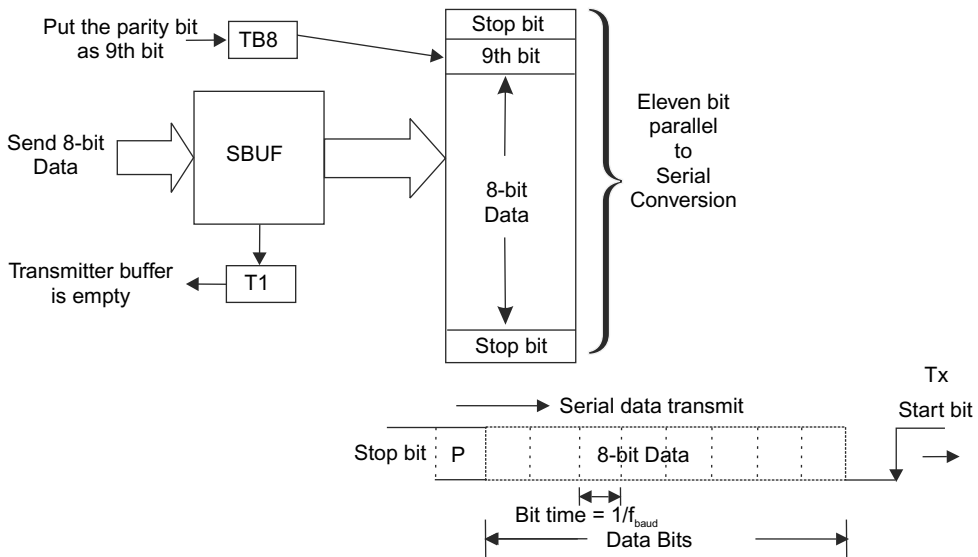 Put the parity bit
as 9th bit
TB8
Stop bit
9th bit
Send 8-bit
Data
SBUF
8-bit
Data
Eleven bit
parallel
to
Serial
Conversion
Transmitter buffer
is empty
T1
Stop bit
Tx
Serial data transmit
Start bit
Stop bit
P
8-bit Data
Bit time = 1/fbaud
Data Bits